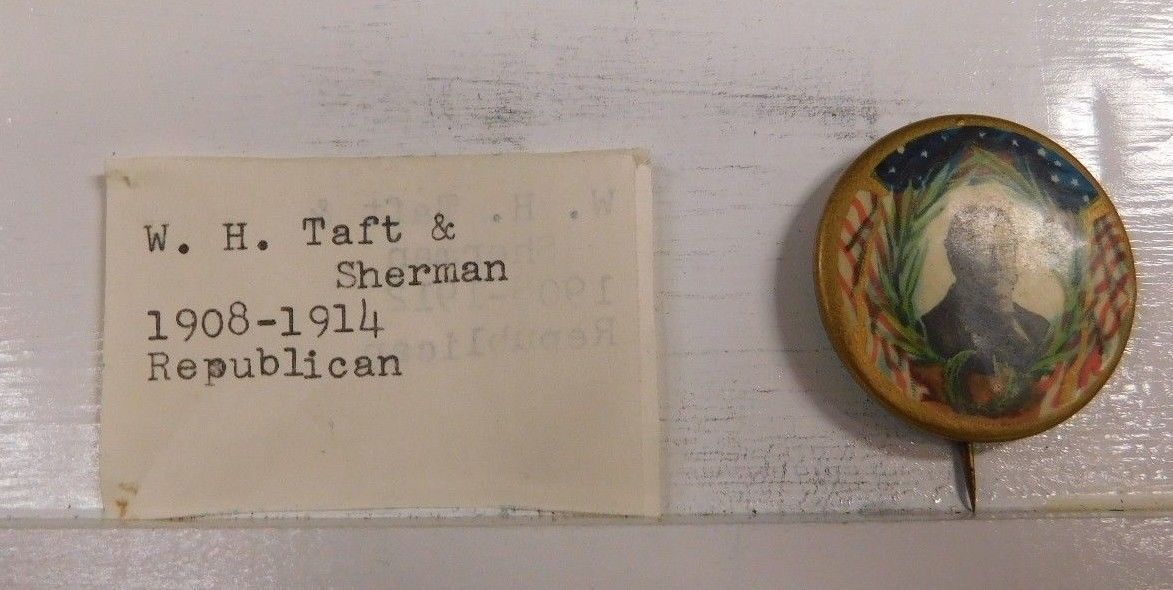 W. H. Taft &
Sherman
1908-1914
Republican